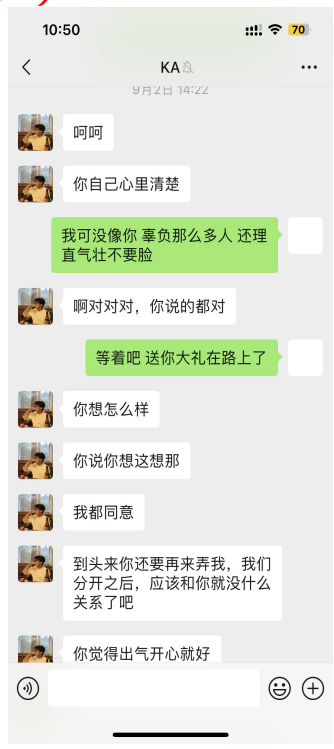 10:50
70
KA
9月2日 14:22
呵呵
你自己心里清楚
我可没像你 辜负那么多人 还理
直气壮不要脸
啊对对对，你说的都对
等着吧 送你大礼在路上了
你想怎么样
你说你想这想那
我都同意
到头来你还要再来弄我，我们
分开之后，应该和你就没什么
关系了吧
你觉得出气开心就好